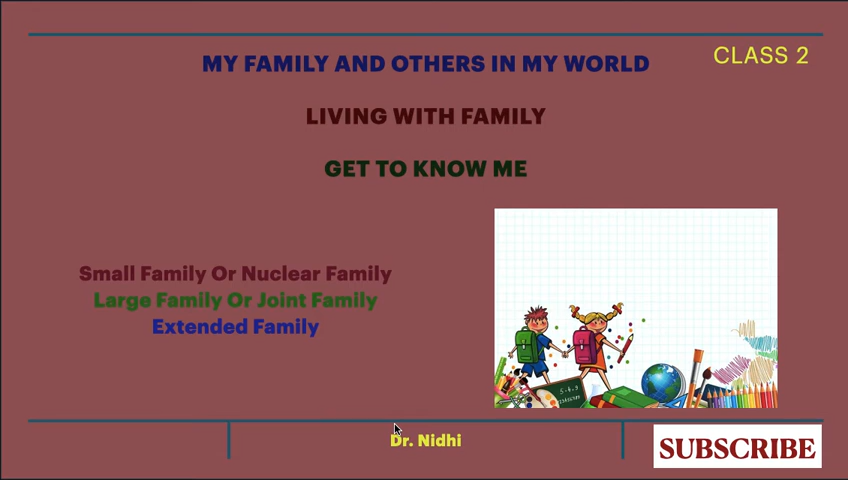 MY FAMILY AND OTHERS IN MY WORLD
CLASS 2
LIVING WITH FAMILY
GET TO KNOW ME
Small Family Or Nuclear Family
Large Family Or Joint Family
Extended Family
Dr. Nidhi
SUBSCRIBE